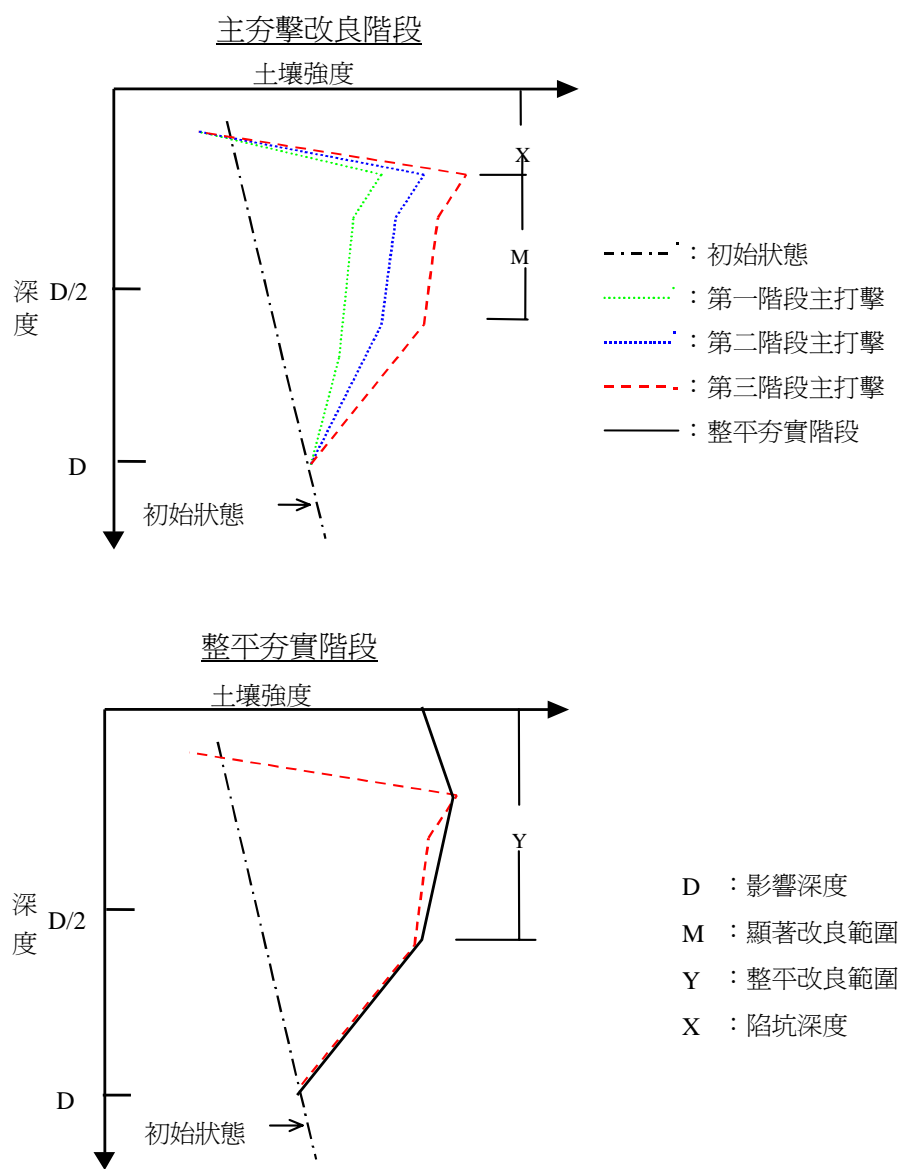 主夯擊改良階段
土壤強度
X
M
深度
D/2
D
初始狀態
：初始狀態
：第一階段主打擊
：第二階段主打擊
：第三階段主打擊
：整平夯實階段
整平夯實階段
土壤強度
Y
深度
D/2
D
初始狀態
D ：影響深度
M ：顯著改良範圍
Y ：整平改良範圍
X ：陷坑深度